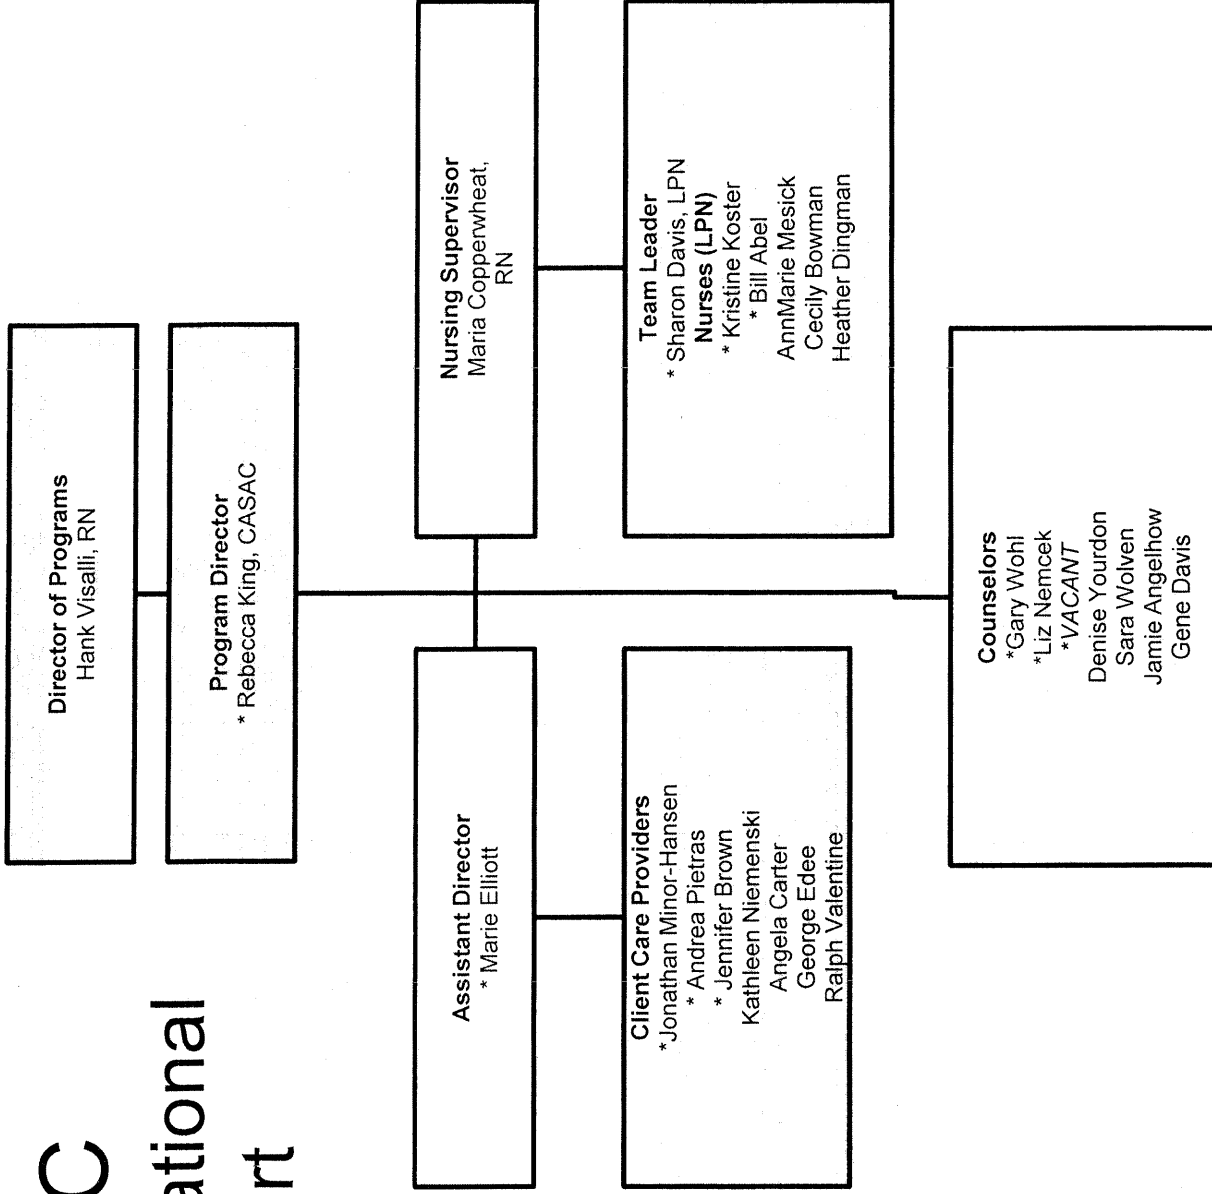 C
ational
rt
Director of Programs
Hank Visalli, RN
Program Director
* Rebecca King, CASAC
Assistant Director
* Marie Elliott
Nursing Supervisor
Maria Copperwheat,
RN
Client Care Providers
*Jonathan Minor-Hansen
* Andrea Pietras
* Jennifer Brown
Kathleen Niemenski
Angela Carter
George Edee
Ralph Valentine
Team Leader
* Sharon Davis, LPN
Nurses (LPN)
* Kristine Koster
* Bill Abel
AnnMarie Mesick
Cecily Bowman
Heather Dingman
Counselors
*Gary Wohl
*Liz Nemcek
*VACANT
Denise Yourdon
Sara Wolven
Jamie Angelhow
Gene Davis